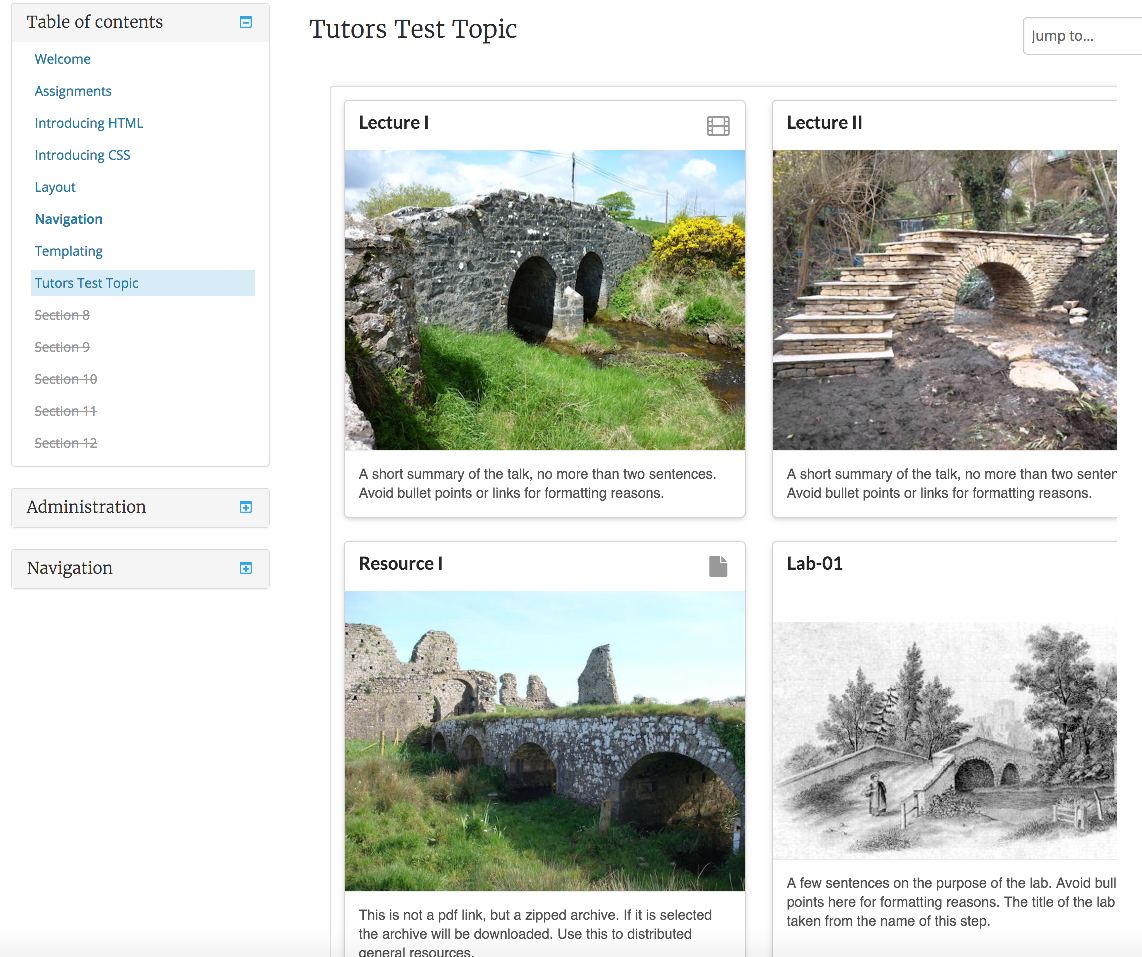 Table of contents
Welcome
Assignments
Introducing HTML
Introducing CSS
Layout
Navigation
Templating
Tutors Test Topic
Section 8
Section 9
Section 10
Section 11
Section 12
Administration
Navigation
Tutors Test Topic
Jump to...
Lecture I
A short summary of the talk, no more than two sentences.
Avoid bullet points or links for formatting reasons.
Lecture II
A short summary of the talk, no more than two senten
Avoid bullet points or links for formatting reasons.
Resource I
This is not a pdf link, but a zipped archive. If it is selected
the archive will be downloaded. Use this to distributed
general resources.
Lab-01
A few sentences on the purpose of the lab. Avoid bull
points here for formatting reasons. The title of the lab
taken from the name of this step.